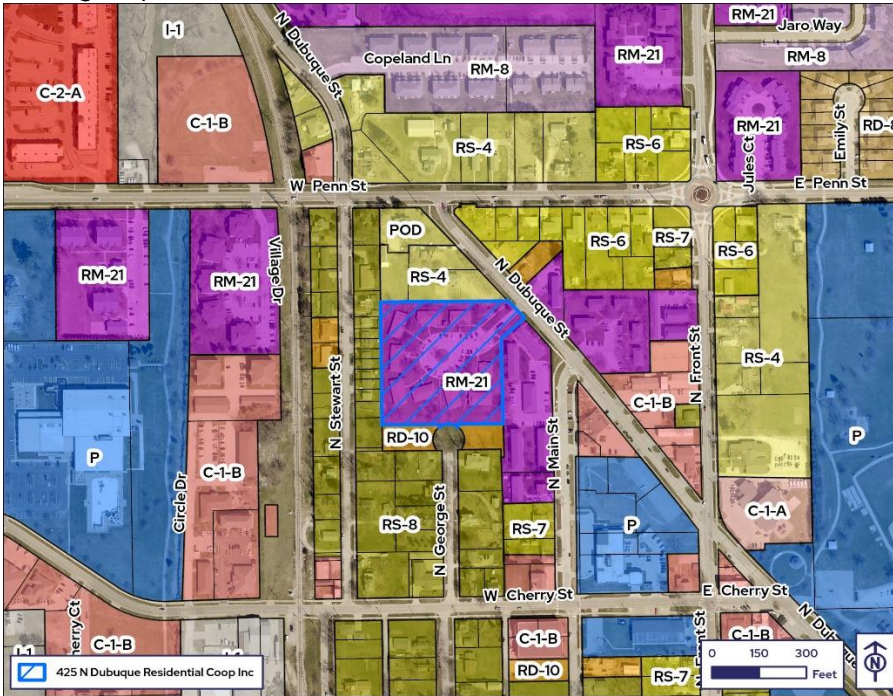 I-1
N Dubuque St
Copeland Ln
RM-8
RM-21
RM-21
Jaro Way
RM-8
C-2-A
C-1-B
RS-4
RS-6
RM-21
Jules Ct
Emily St
W Penn St
E Penn St
RM-21
RM-21
Village Dr
POD
RS-4
N Dubuque St
RS-6
RS-7
RS-6
N Stewart St
RM-21
N Front St
RS-4
C-1-B
RD-10
N Main St
P
Circle Dr
C-1-B
RS-8
N George St
RS-7
P
C-1-A
P
W Cherry St
E Cherry St
C-1-B
C-1-B
RD-10
RS-7
C-1-B
425 N Dubuque Residential Coop Inc
0 150 300
Feet
N